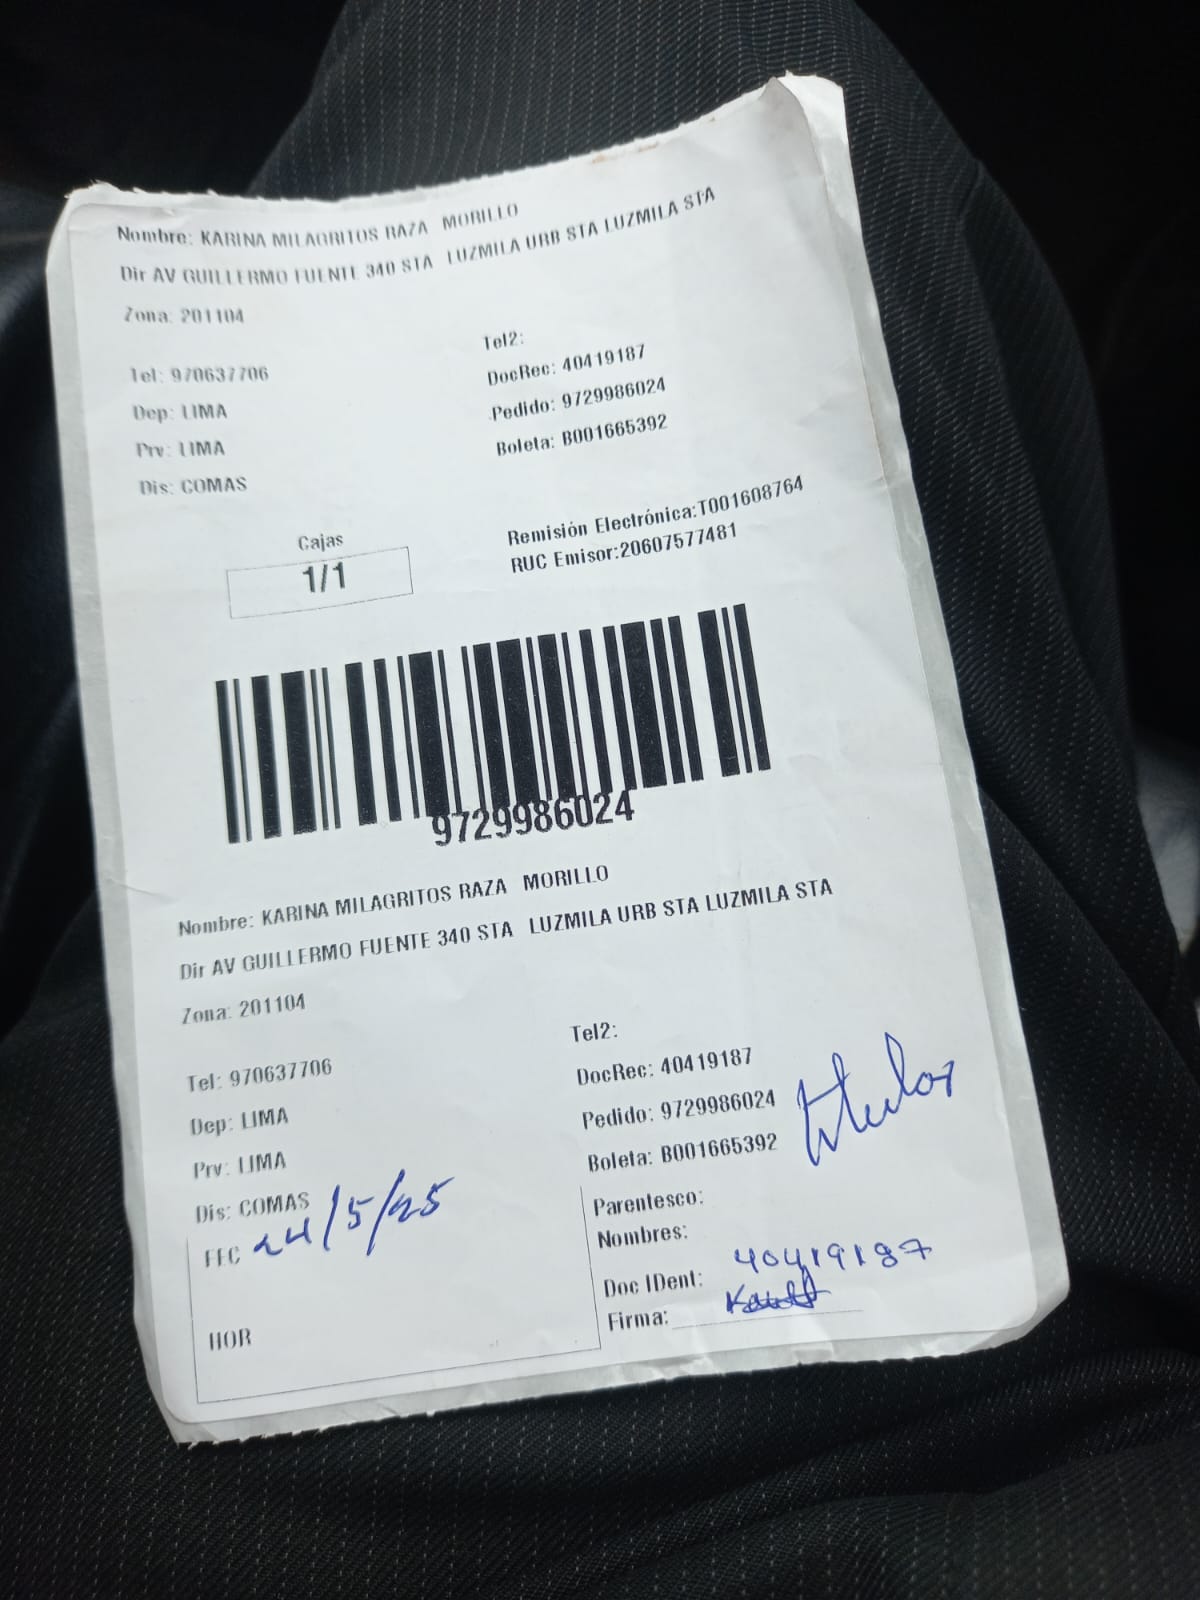 Nombre: KARINA MILAGRITOS RAZA MORILLO
Dir AV GUILLERMO FUENTE 340 STA LUZMILA URB STA LUZMILA STA
Zona: 201104
Tel2:
Tel: 970637706
DocRec: 40419187
Dep: LIMA
Pedido: 9729986024
Prv: LIMA
Boleta: B001665392
Dis: COMAS
Cajas
1/1
Remisión Electrónica:T001608764
RUC Emisor:20607577481
9729986024
Nombre: KARINA MILAGRITOS RAZA MORILLO
Dir AV GUILLERMO FUENTE 340 STA LUZMILA URB STA LUZMILA STA
Zona: 201104
Tel2:
Tel: 970637706
DocRec: 40419187
Dep: LIMA
Pedido: 9729986024
Prv: LIMA
Boleta: B001665392
titular
Dis: COMAS
Parentesco:
FEC 24/5/25
Nombres:
Doc IDent: 40419187
HOR
Firma: